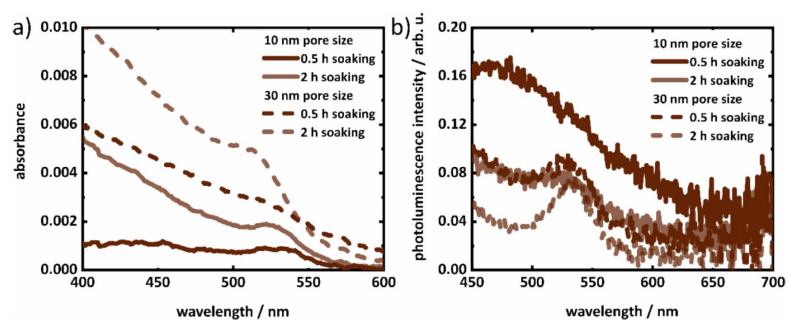 a)
0.010
0.008
0.006
0.004
0.002
0.000
absorbance
10 nm pore size
0.5 h soaking
2 h soaking
30 nm pore size
0.5 h soaking
2 h soaking
400
450
500
550
600
wavelength / nm
b)
0.20
0.16
0.12
0.08
0.04
0.00
photoluminescence intensity / arb. u.
10 nm pore size
0.5 h soaking
2 h soaking
30 nm pore size
0.5 h soaking
2 h soaking
450
500
550
600
650
700
wavelength / nm